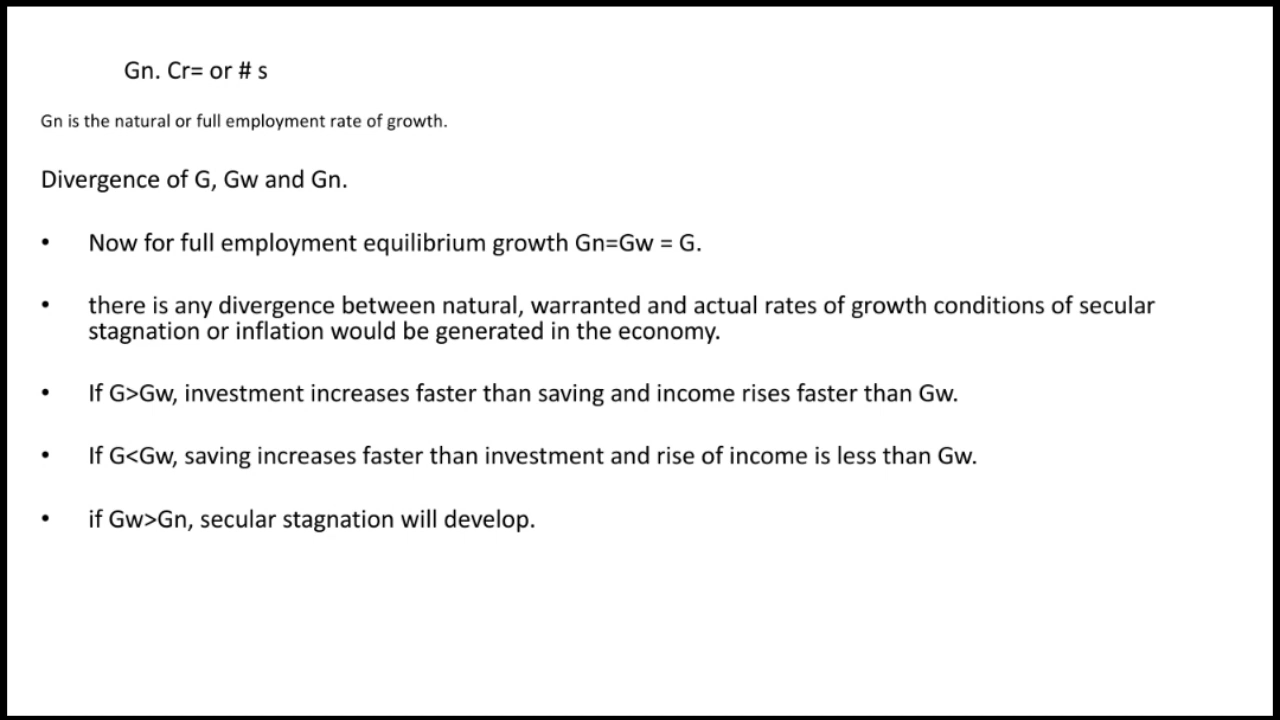 Gn. Cr= or # s
Gn is the natural or full employment rate of growth.
Divergence of G, Gw and Gn.
• Now for full employment equilibrium growth Gn=Gw = G.
• there is any divergence between natural, warranted and actual rates of growth conditions of secular
stagnation or inflation would be generated in the economy.
• If G>Gw, investment increases faster than saving and income rises faster than Gw.
• If G<Gw, saving increases faster than investment and rise of income is less than Gw.
• if Gw>Gn, secular stagnation will develop.